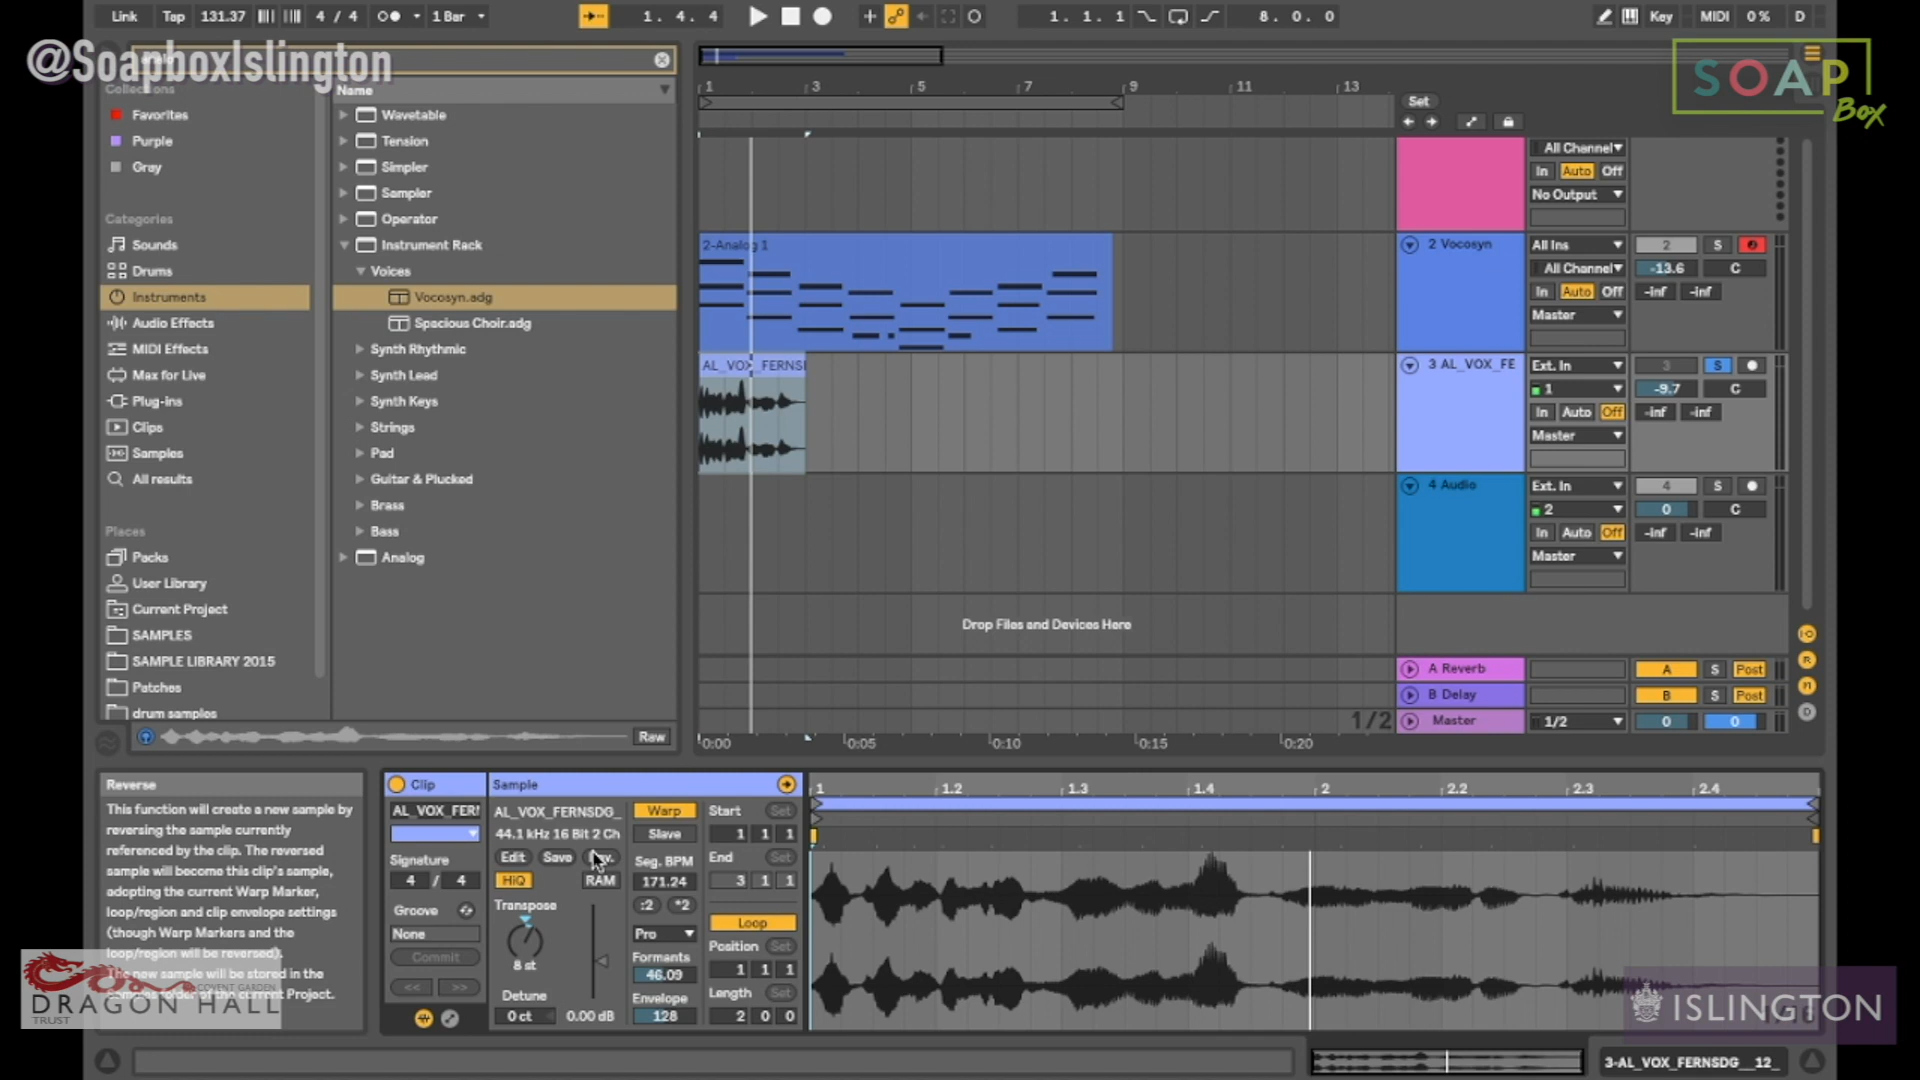 Link Tap 131.37 4 / 4 1 Bar 1. 4. 4 1. 1. 1 8. 0. 0 Key MIDI 0% D
@SoapboxIslington
SOAP
Box
Collections
Favorites
Purple
Gray
Categories
Sounds
Drums
Instruments
Audio Effects
MIDI Effects
Max for Live
Plug-Ins
Clips
Samples
All results
Places
Packs
User Library
Current Project
SAMPLES
SAMPLE LIBRARY 2015
Patches
drum samples
Name
Wavetable
Tension
Simpler
Sampler
Operator
Instrument Rack
Voices
Vocosyn.adg
Spacious Choir.adg
Synth Rhythmic
Synth Lead
Synth Keys
Strings
Pad
Guitar & Plucked
Brass
Bass
Analog
Raw
1 3 5 7 9 11 13
Set
All Channel
In Auto Off
No Output
2-Analog 1
2 Vocosyn All Ins 2 S
All Channel -13.6 C
In Auto Off -inf -inf
Master
AL_VOX_FERNS
3 AL_VOX_FE Ext. In 3 S
1 -9.7 C
In Auto Off -inf -inf
Master
4 Audio Ext. In 4 S
2 0 C
In Auto Off -inf -inf
Master
Drop Files and Devices Here
A Reverb A S Post
B Delay B S Post
1/2 Master 1/2 0 0
0:00 0:05 0:10 0:15 0:20
Reverse
This function will create a new sample by
reversing the sample currently
referenced by the clip. The reversed
sample will become this clip's sample,
adopting the current Warp Marker,
loop/region and clip envelope settings
(though Warp Markers and the
loop/region will be reversed).
The new sample will be stored in the
Samples folder of the current Project.
COVENT GARDEN
DRAGON HALL
TRUST
Clip
AL_VOX_FERN
Signature
4 / 4
Groove
None
Commit
<< >>
Sample
AL_VOX_FERNSDG_
44.1 kHz 16 Bit 2 Ch
Edit Save
HiQ RAM
Transpose
8 st
Detune
0 ct 0.00 dB
Warp
Slave
Seg. BPM
171.24
:2 *2
Pro
Formants
46.09
Envelope
128
Start Set
1 1 1
End Set
3 1 1
Loop
Position Set
1 1 1
Length Set
2 0 0
1 1.2 1.3 1.4 2 2.2 2.3 2.4
ISLINGTON
3-AL_VOX_FERNSDG__12_